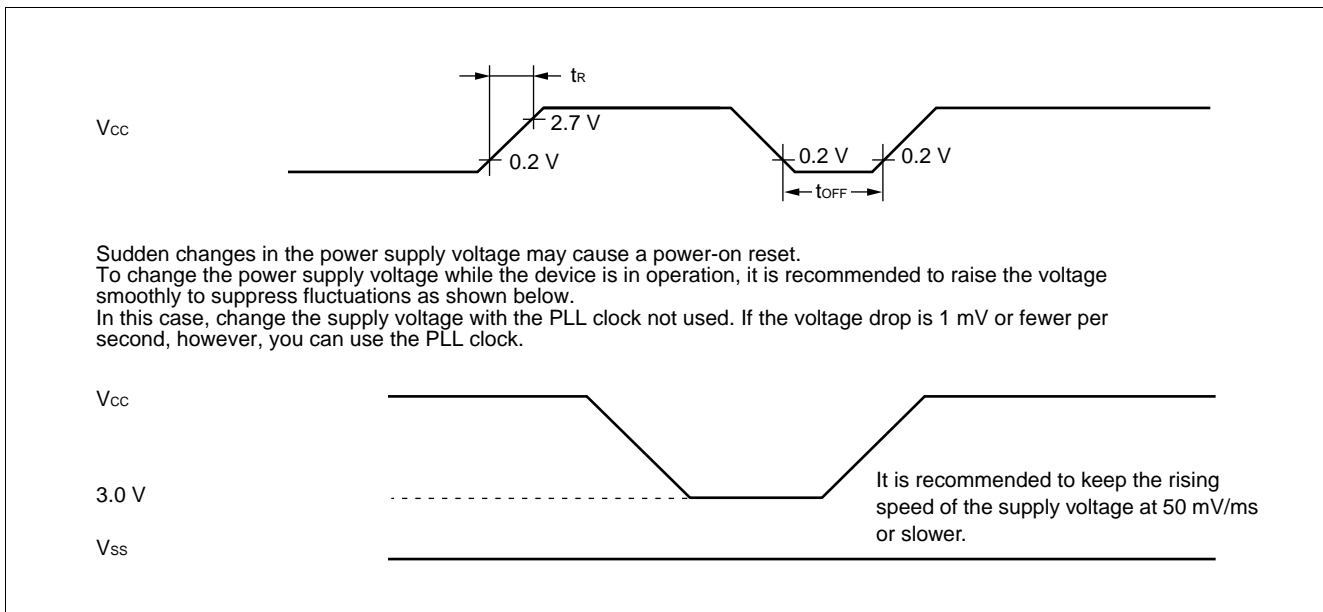 tR
VCC
2.7 V
0.2 V
0.2 V
0.2 V
tOFF
Sudden changes in the power supply voltage may cause a power-on reset.
To change the power supply voltage while the device is in operation, it is recommended to raise the voltage
smoothly to suppress fluctuations as shown below.
In this case, change the supply voltage with the PLL clock not used. If the voltage drop is 1 mV or fewer per
second, however, you can use the PLL clock.
VCC
3.0 V
It is recommended to keep the rising
speed of the supply voltage at 50 mV/ms
or slower.
VSS